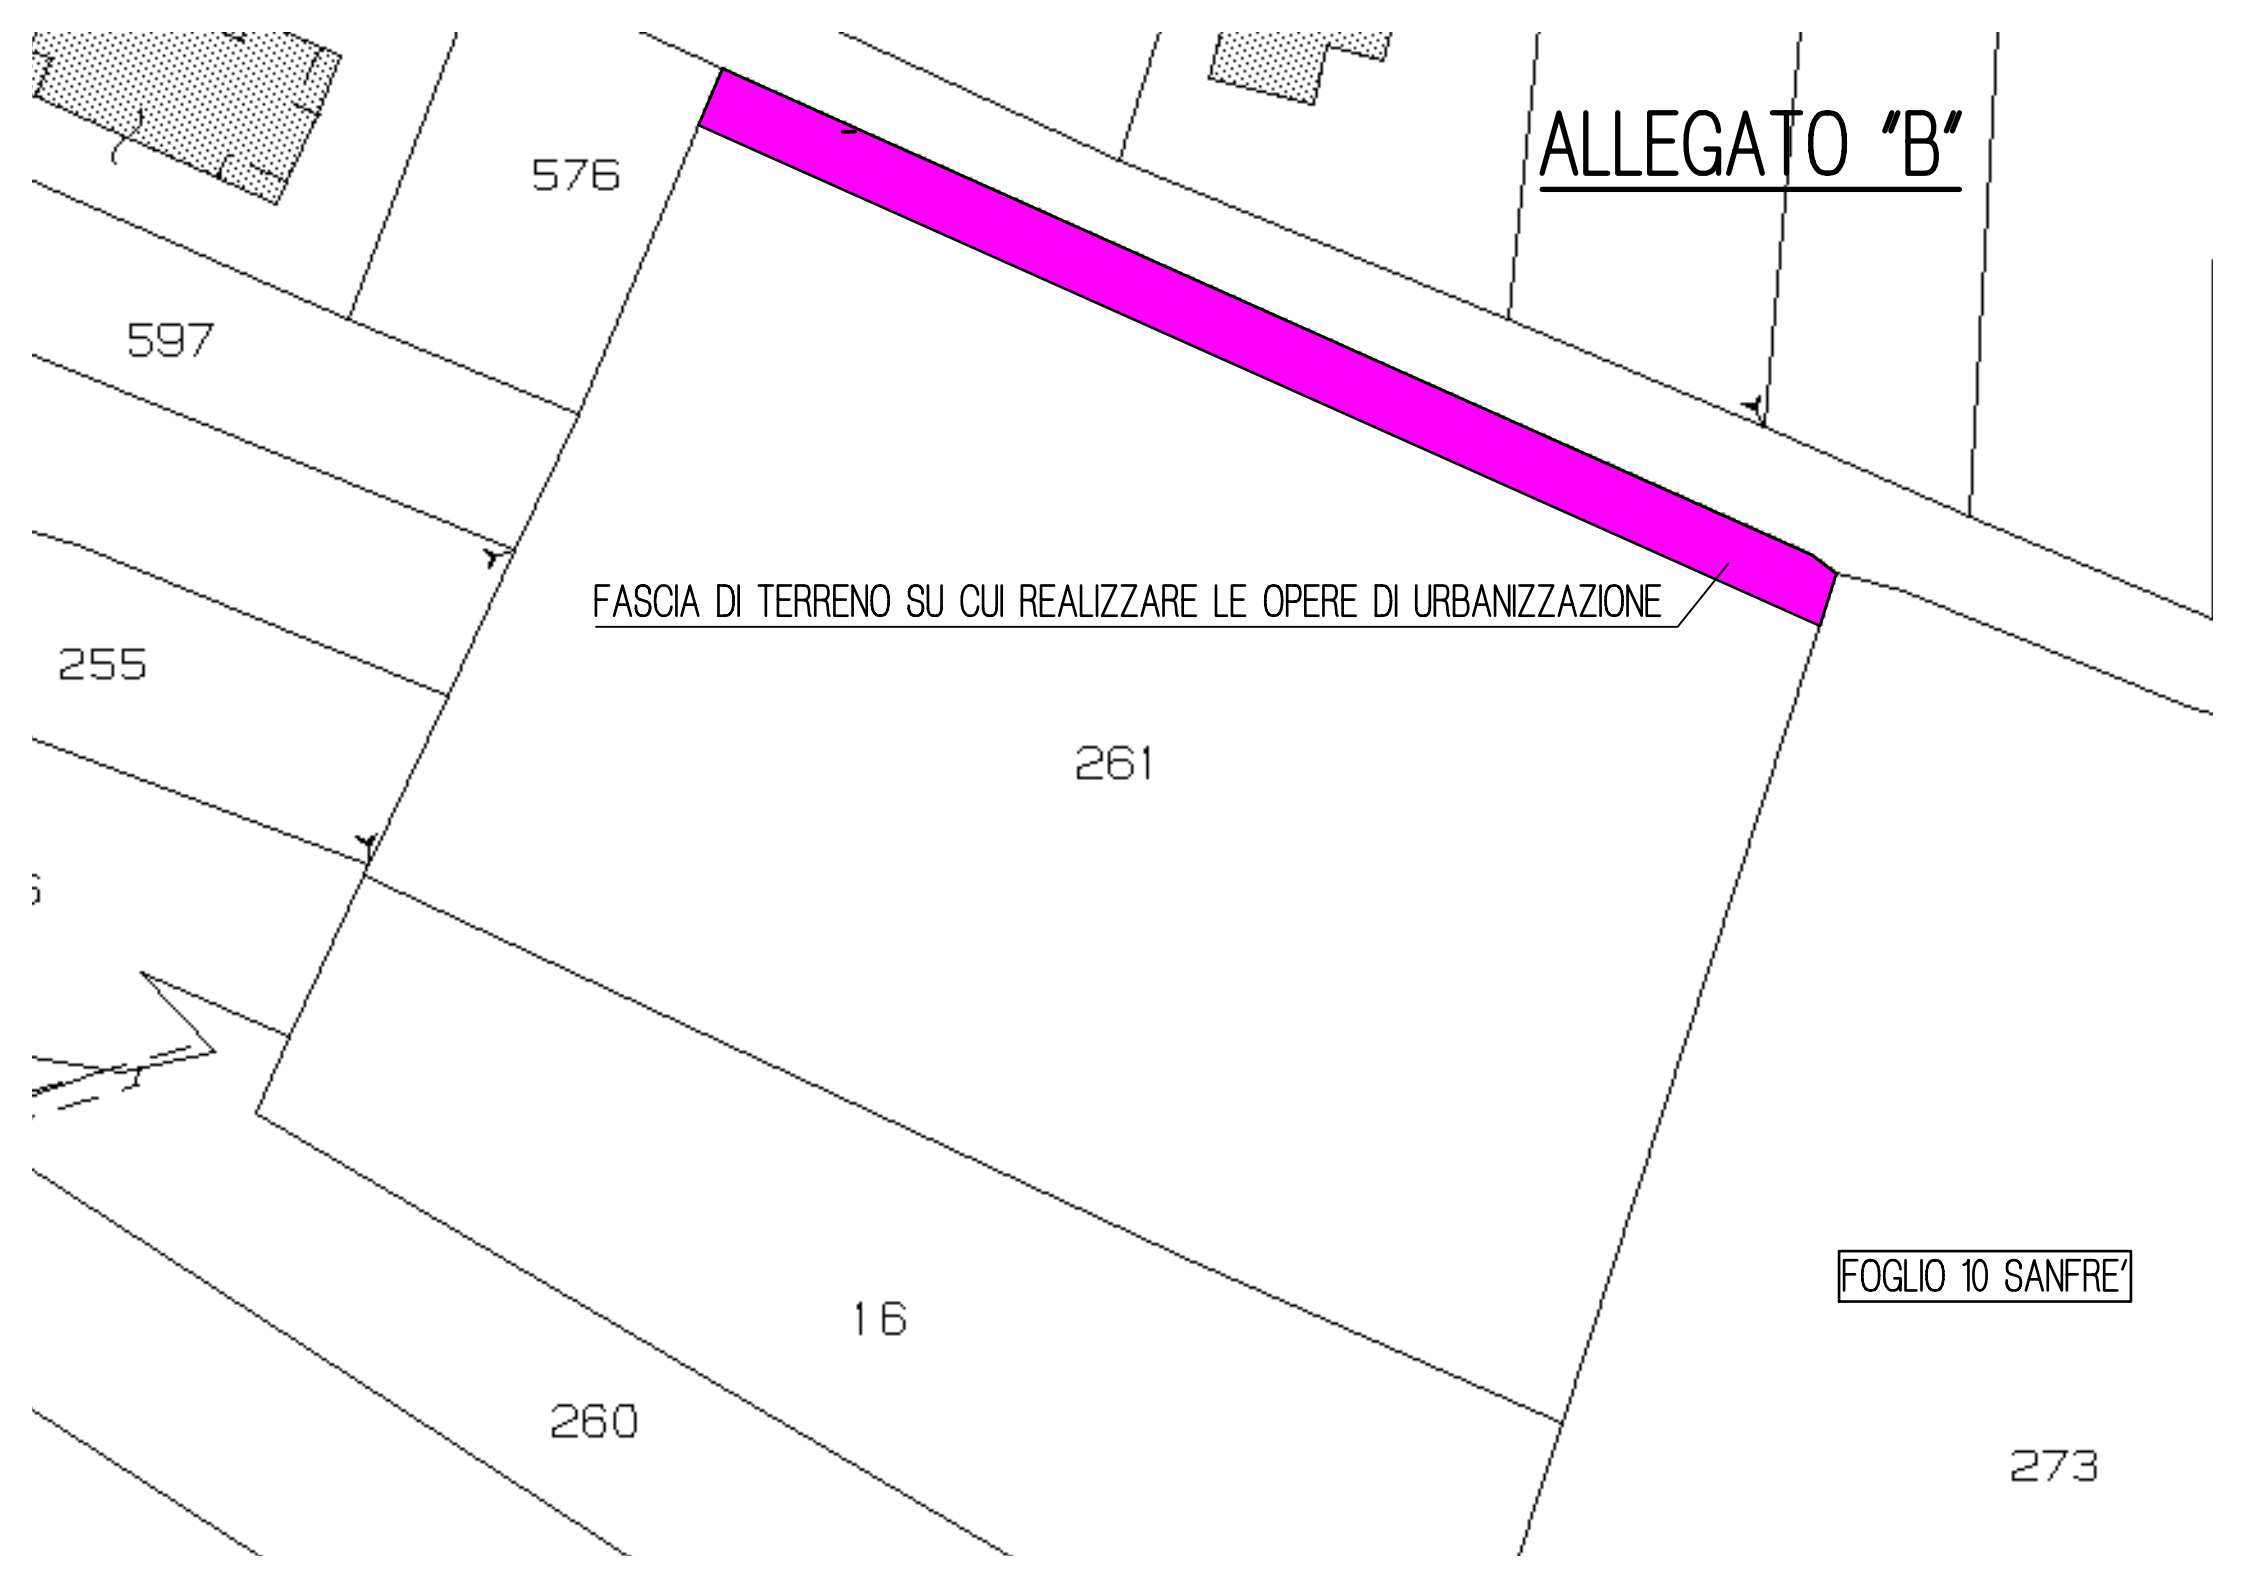 ALLEGATO "B"
576
597
FASCIA DI TERRENO SU CUI REALIZZARE LE OPERE DI URBANIZZAZIONE
255
261
FOGLIO 10 SANFRE'
16
260
273